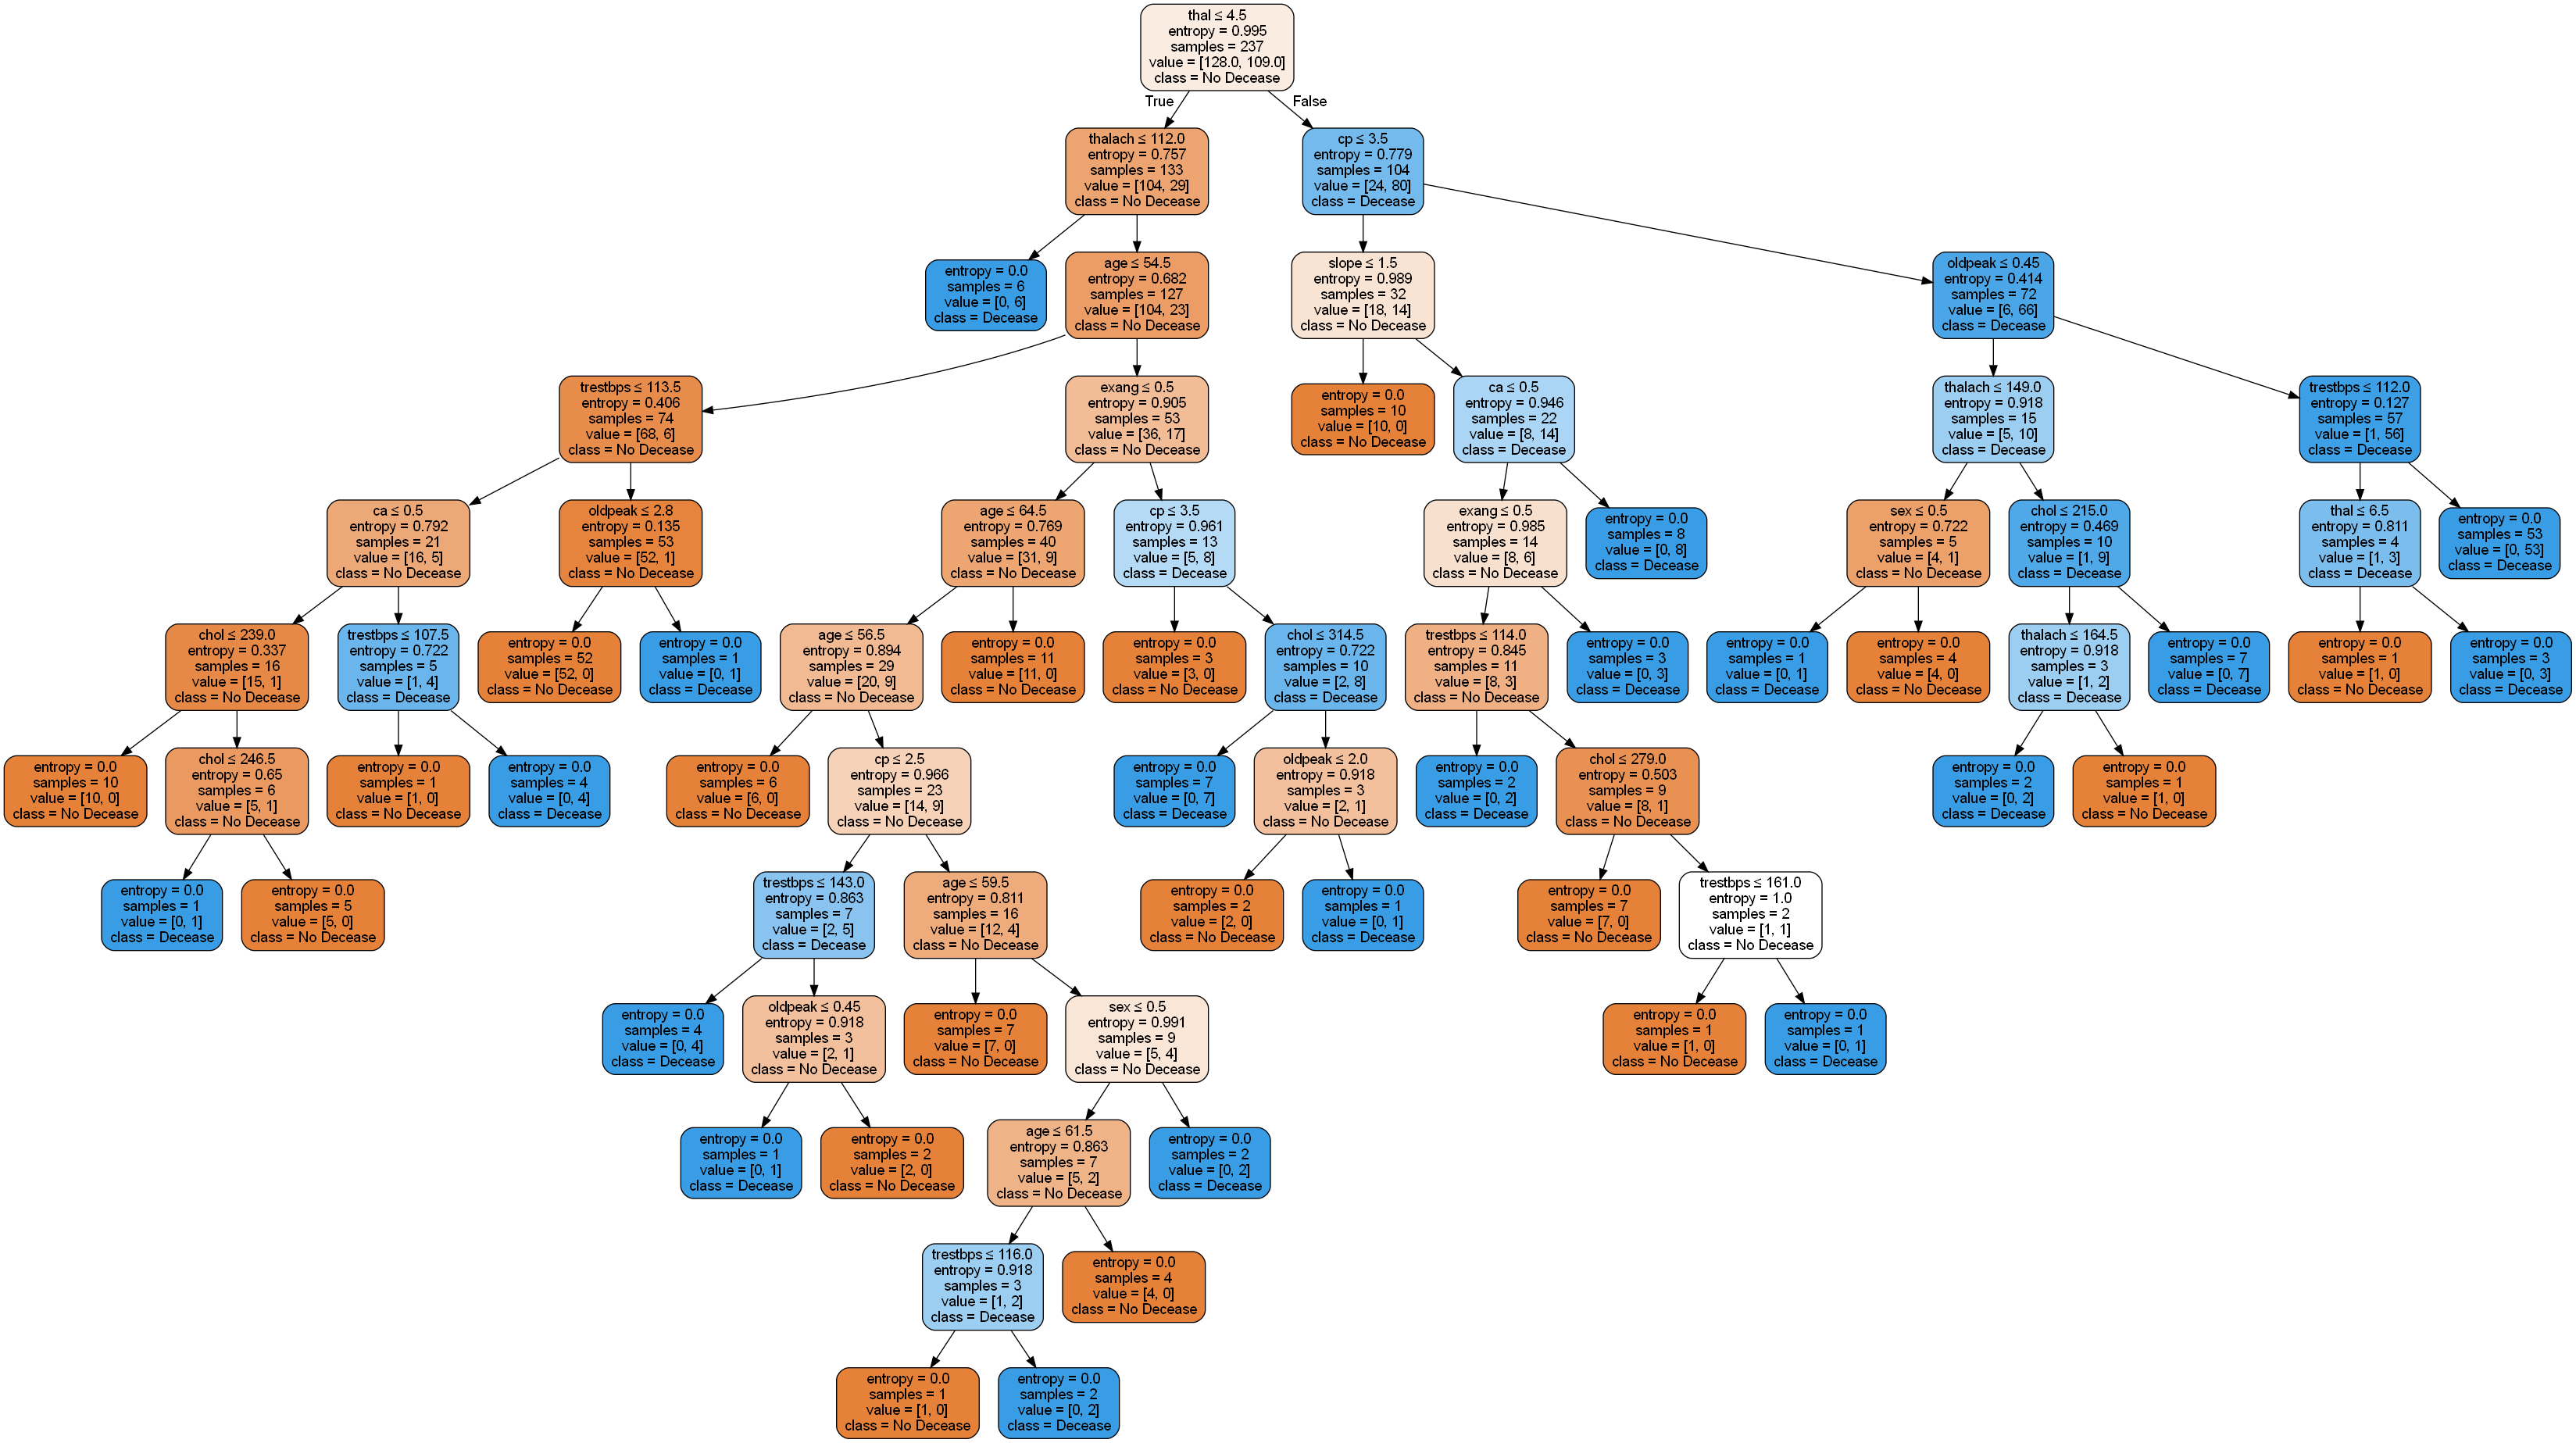 thal ≤ 4.5
entropy = 0.995
samples = 237
value = [128.0, 109.0]
class = No Decease
True
False
thalach ≤ 112.0
entropy = 0.757
samples = 133
value = [104, 29]
class = No Decease
cp ≤ 3.5
entropy = 0.779
samples = 104
value = [24, 80]
class = Decease
entropy = 0.0
samples = 6
value = [0, 6]
class = Decease
age ≤ 54.5
entropy = 0.682
samples = 127
value = [104, 23]
class = No Decease
slope ≤ 1.5
entropy = 0.989
samples = 32
value = [18, 14]
class = No Decease
oldpeak ≤ 0.45
entropy = 0.414
samples = 72
value = [6, 66]
class = Decease
trestbps ≤ 113.5
entropy = 0.406
samples = 74
value = [68, 6]
class = No Decease
exang ≤ 0.5
entropy = 0.905
samples = 53
value = [36, 17]
class = No Decease
entropy = 0.0
samples = 10
value = [10, 0]
class = No Decease
ca ≤ 0.5
entropy = 0.946
samples = 22
value = [8, 14]
class = Decease
thalach ≤ 149.0
entropy = 0.918
samples = 15
value = [5, 10]
class = Decease
trestbps ≤ 112.0
entropy = 0.127
samples = 57
value = [1, 56]
class = Decease
ca ≤ 0.5
entropy = 0.792
samples = 21
value = [16, 5]
class = No Decease
oldpeak ≤ 2.8
entropy = 0.135
samples = 53
value = [52, 1]
class = No Decease
age ≤ 64.5
entropy = 0.769
samples = 40
value = [31, 9]
class = No Decease
cp ≤ 3.5
entropy = 0.961
samples = 13
value = [5, 8]
class = Decease
exang ≤ 0.5
entropy = 0.985
samples = 14
value = [8, 6]
class = No Decease
entropy = 0.0
samples = 8
value = [0, 8]
class = Decease
sex ≤ 0.5
entropy = 0.722
samples = 5
value = [4, 1]
class = No Decease
chol ≤ 215.0
entropy = 0.469
samples = 10
value = [1, 9]
class = Decease
thal ≤ 6.5
entropy = 0.811
samples = 4
value = [1, 3]
class = Decease
entropy = 0.0
samples = 53
value = [0, 53]
class = Decease
chol ≤ 239.0
entropy = 0.337
samples = 16
value = [15, 1]
class = No Decease
trestbps ≤ 107.5
entropy = 0.722
samples = 5
value = [1, 4]
class = Decease
entropy = 0.0
samples = 52
value = [52, 0]
class = No Decease
entropy = 0.0
samples = 1
value = [0, 1]
class = Decease
age ≤ 56.5
entropy = 0.894
samples = 29
value = [20, 9]
class = No Decease
entropy = 0.0
samples = 11
value = [11, 0]
class = No Decease
entropy = 0.0
samples = 3
value = [3, 0]
class = No Decease
chol ≤ 314.5
entropy = 0.722
samples = 10
value = [2, 8]
class = Decease
trestbps ≤ 114.0
entropy = 0.845
samples = 11
value = [8, 3]
class = No Decease
entropy = 0.0
samples = 3
value = [0, 3]
class = Decease
entropy = 0.0
samples = 1
value = [0, 1]
class = Decease
entropy = 0.0
samples = 4
value = [4, 0]
class = No Decease
thalach ≤ 164.5
entropy = 0.918
samples = 3
value = [1, 2]
class = Decease
entropy = 0.0
samples = 7
value = [0, 7]
class = Decease
entropy = 0.0
samples = 1
value = [1, 0]
class = No Decease
entropy = 0.0
samples = 3
value = [0, 3]
class = Decease
entropy = 0.0
samples = 10
value = [10, 0]
class = No Decease
chol ≤ 246.5
entropy = 0.65
samples = 6
value = [5, 1]
class = No Decease
entropy = 0.0
samples = 1
value = [1, 0]
class = No Decease
entropy = 0.0
samples = 4
value = [0, 4]
class = Decease
entropy = 0.0
samples = 6
value = [6, 0]
class = No Decease
cp ≤ 2.5
entropy = 0.966
samples = 23
value = [14, 9]
class = No Decease
entropy = 0.0
samples = 7
value = [0, 7]
class = Decease
oldpeak ≤ 2.0
entropy = 0.918
samples = 3
value = [2, 1]
class = No Decease
entropy = 0.0
samples = 2
value = [0, 2]
class = Decease
chol ≤ 279.0
entropy = 0.503
samples = 9
value = [8, 1]
class = No Decease
entropy = 0.0
samples = 2
value = [0, 2]
class = Decease
entropy = 0.0
samples = 1
value = [1, 0]
class = No Decease
entropy = 0.0
samples = 1
value = [0, 1]
class = Decease
entropy = 0.0
samples = 5
value = [5, 0]
class = No Decease
trestbps ≤ 143.0
entropy = 0.863
samples = 7
value = [2, 5]
class = Decease
age ≤ 59.5
entropy = 0.811
samples = 16
value = [12, 4]
class = No Decease
entropy = 0.0
samples = 2
value = [2, 0]
class = No Decease
entropy = 0.0
samples = 1
value = [0, 1]
class = Decease
entropy = 0.0
samples = 7
value = [7, 0]
class = No Decease
trestbps ≤ 161.0
entropy = 1.0
samples = 2
value = [1, 1]
class = No Decease
entropy = 0.0
samples = 4
value = [0, 4]
class = Decease
oldpeak ≤ 0.45
entropy = 0.918
samples = 3
value = [2, 1]
class = No Decease
entropy = 0.0
samples = 7
value = [7, 0]
class = No Decease
sex ≤ 0.5
entropy = 0.991
samples = 9
value = [5, 4]
class = No Decease
entropy = 0.0
samples = 1
value = [1, 0]
class = No Decease
entropy = 0.0
samples = 1
value = [0, 1]
class = Decease
entropy = 0.0
samples = 1
value = [0, 1]
class = Decease
entropy = 0.0
samples = 2
value = [2, 0]
class = No Decease
age ≤ 61.5
entropy = 0.863
samples = 7
value = [5, 2]
class = No Decease
entropy = 0.0
samples = 2
value = [0, 2]
class = Decease
trestbps ≤ 116.0
entropy = 0.918
samples = 3
value = [1, 2]
class = Decease
entropy = 0.0
samples = 4
value = [4, 0]
class = No Decease
entropy = 0.0
samples = 1
value = [1, 0]
class = No Decease
entropy = 0.0
samples = 2
value = [0, 2]
class = Decease